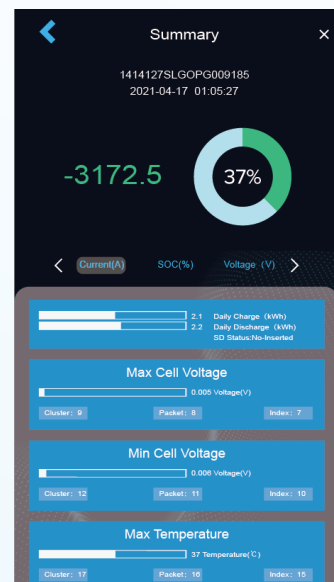 Summary
1414127SLGOPG009185
2021-04-17 01:05:27
-3172.5
37%
Current(A) SOC(%) Voltage (V)
2.1 Daily Charge (kWh)
2.2 Daily Discharge (kWh)
SD Status:No-Inserted
Max Cell Voltage
0.005 Voltage(V)
Cluster: 9 Packet: 8 Index: 7
Min Cell Voltage
0.006 Voltage(V)
Cluster: 12 Packet: 11 Index: 10
Max Temperature
37 Temperature(℃)
Cluster: 17 Packet: 16 Index: 15